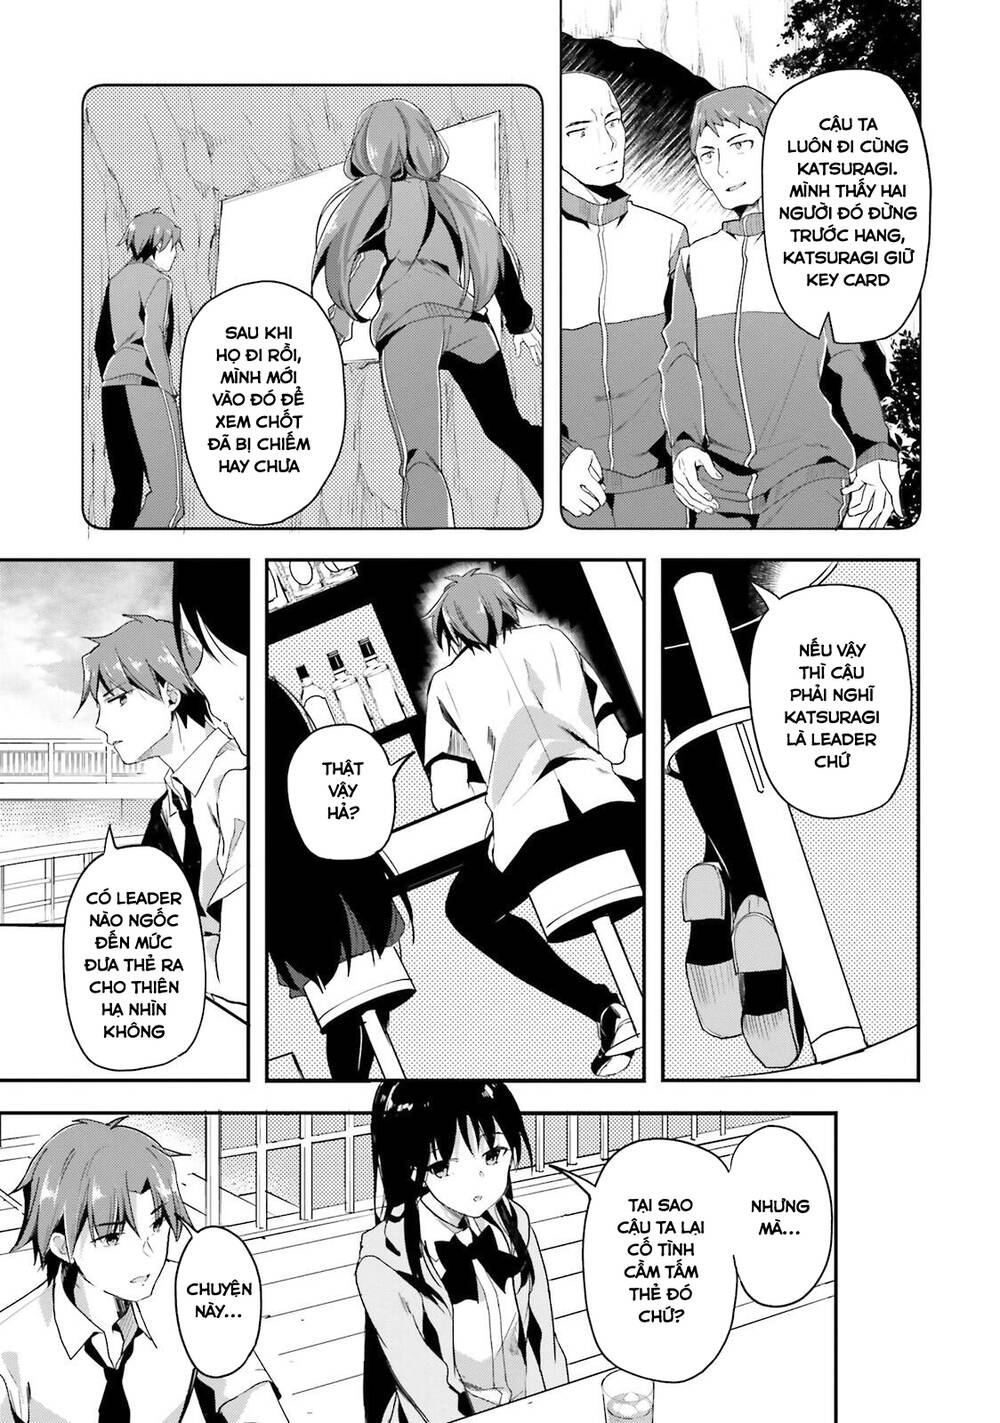 CẬU TA
LUÔN ĐI CÙNG
KATSURAGI.
MÌNH THẤY HAI
NGƯỜI ĐÓ ĐỨNG
TRƯỚC HANG,
KATSURAGI GIỮ
KEY CARD
SAU KHI
HỌ ĐI RỒI,
MÌNH MỚI
VÀO ĐÓ ĐỂ
XEM CHỐT
ĐÃ BỊ CHIẾM
HAY CHƯA
NẾU VẬY
THÌ CẬU
PHẢI NGHĨ
KATSURAGI
LÀ LEADER
CHỨ
THẬT
VẬY
HẢ?
CÓ LEADER
NÀO NGỐC
ĐẾN MỨC
ĐƯA THẺ RA
CHO THIÊN
HẠ NHÌN
KHÔNG
NHƯNG
MÀ...
TẠI SAO
CẬU TA LẠI
CỐ TÌNH
CẦM TẤM
THẺ ĐÓ
CHỨ?
CHUYỆN
NÀY...